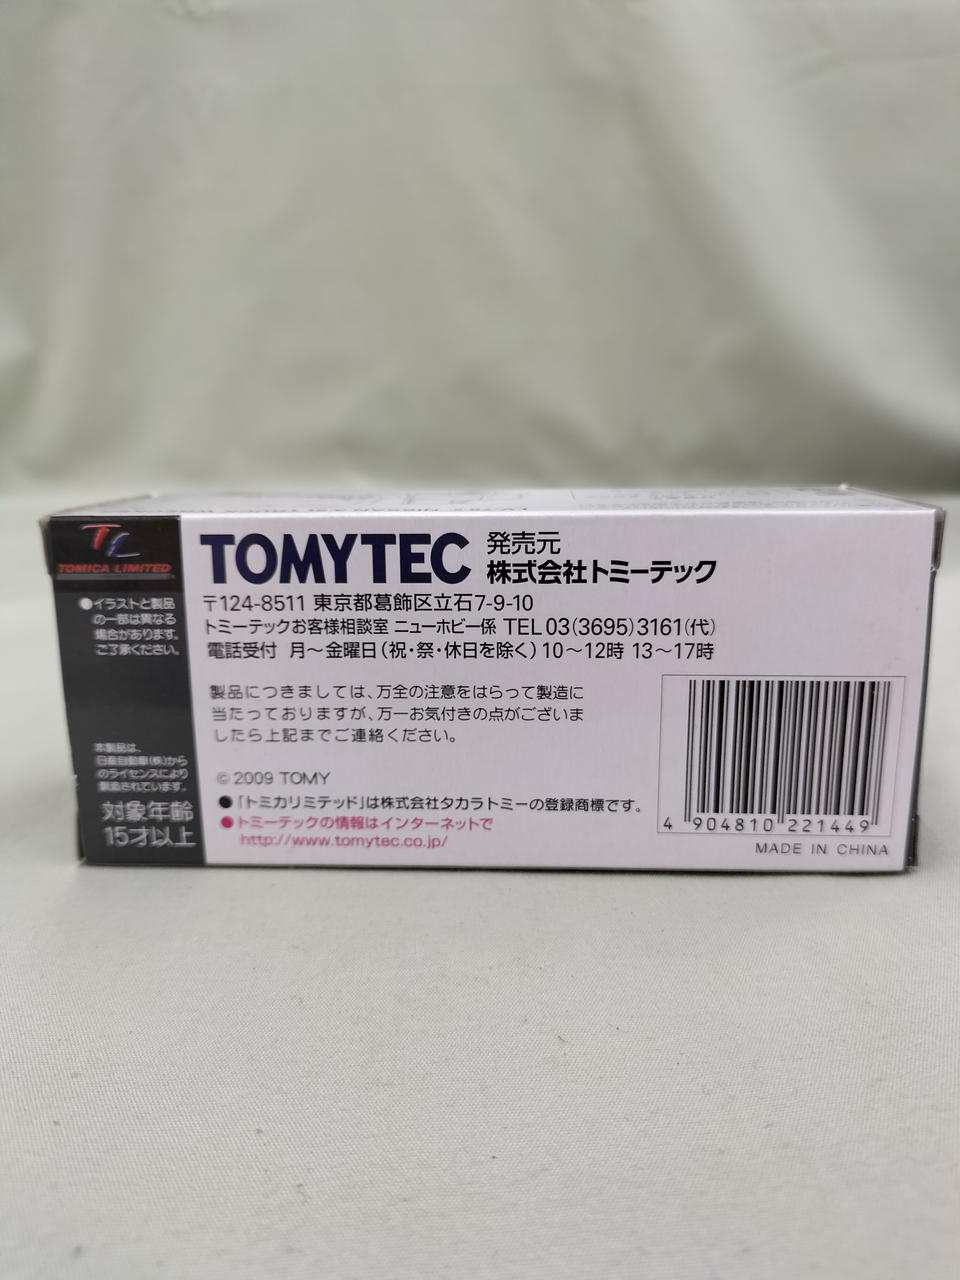 TL
TOMICA LIMITED
●イラストと製品
の一部は異なる
場合があります。
ご了承ください。
本製品は、
日産自動車(株)から
のライセンスにより
製造されています。
対象年齢
15才以上
TOMYTEC
発売元
株式会社トミーテック
〒124-8511 東京都葛飾区立石7-9-10
トミーテックお客様相談室 ニューホビー係 TEL 03(3695)3161(代)
電話受付 月～金曜日(祝・祭・休日を除く)10～12時 13～17時
製品につきましては、万全の注意をはらって製造に
当たっておりますが、万一お気付きの点がございま
したら上記までご連絡ください。
© 2009 TOMY
●「トミカリミテッド」は株式会社タカラトミーの登録商標です。
●トミーテックの情報はインターネットで
http://www.tomytec.co.jp/
4 904810 221449
MADE IN CHINA